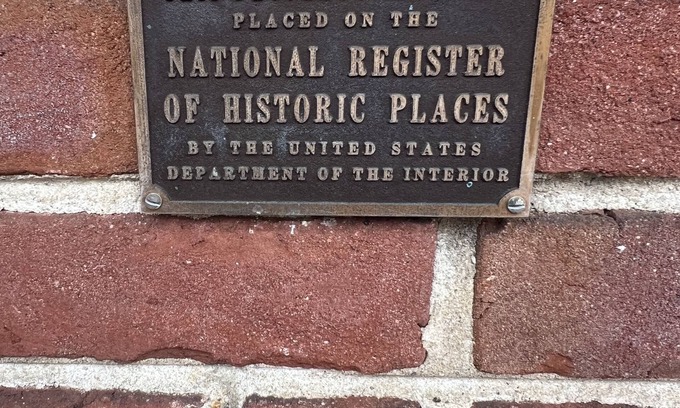 PLACED ON THE
NATIONAL REGISTER
OF HISTORIC PLACES
BY THE UNITED STATES
DEPARTMENT OF THE INTERIOR